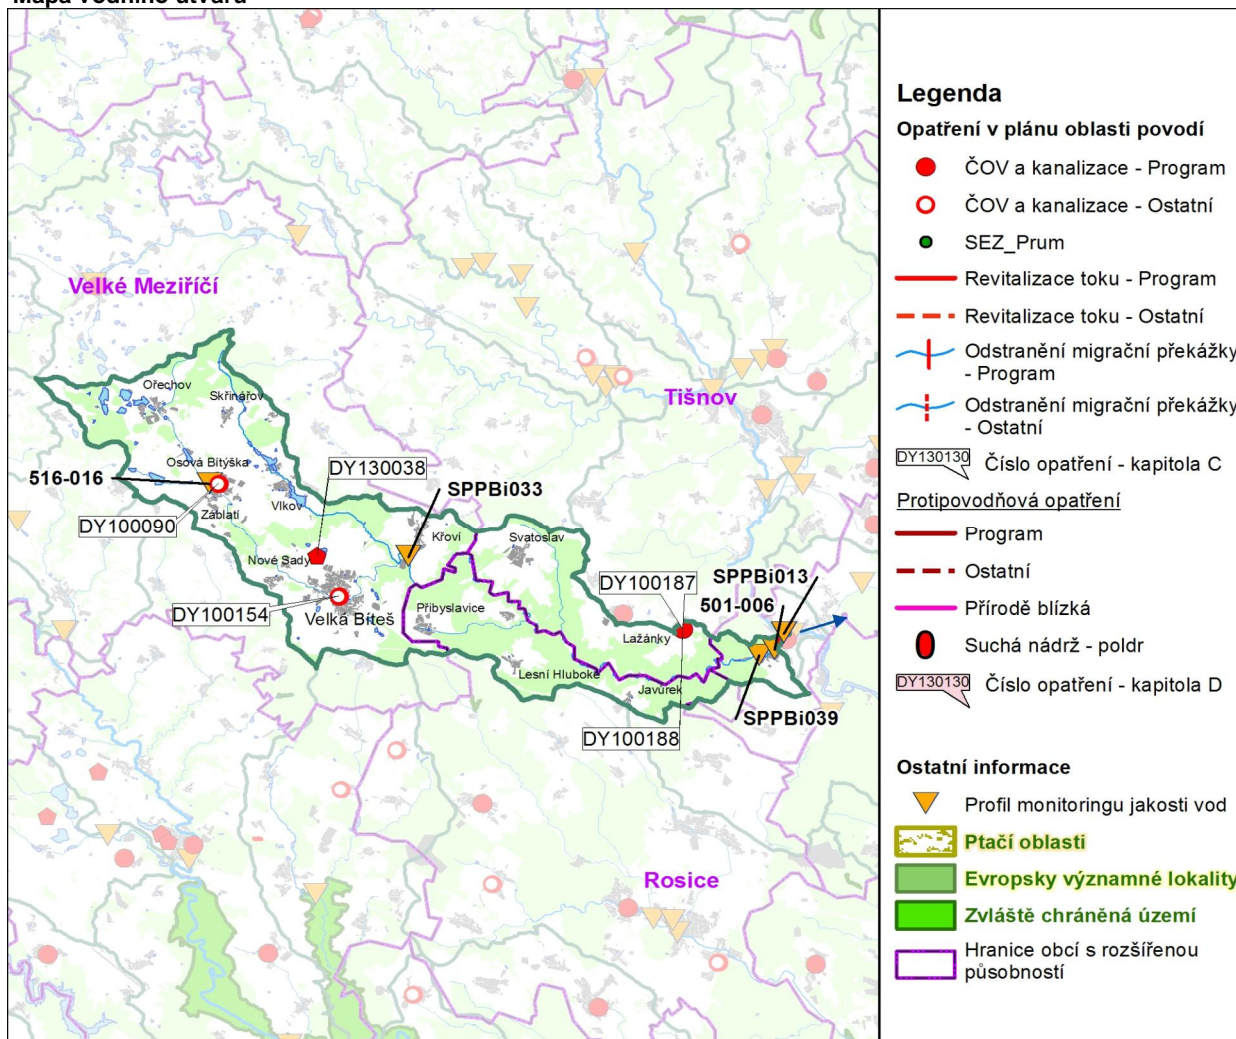 Mapa vodního útvaru
Velké Meziříčí
Tišnov
Ořechov
Skřinářov
Osová Bítýška
516-016
DY130038
SPPBi033
Vlkov
Záblatí
DY100090
Křoví
Svatoslav
Nové Sady
DY100187
SPPBi013
501-006
DY100154
Velká Bíteš
Přibyslavice
Lažánky
Lesní Hluboké
Javůrek
SPPBi039
DY100188
Rosice
Legenda
Opatření v plánu oblasti povodí
ČOV a kanalizace - Program
ČOV a kanalizace - Ostatní
SEZ_Prum
Revitalizace toku - Program
Revitalizace toku - Ostatní
Odstranění migrační překážky
- Program
Odstranění migrační překážky
- Ostatní
DY130130 Číslo opatření - kapitola C
Protipovodňová opatření
Program
Ostatní
Přírodě blízká
Suchá nádrž - poldr
DY130130 Číslo opatření - kapitola D
Ostatní informace
Profil monitoringu jakosti vod
Ptačí oblasti
Evropsky významné lokality
Zvláště chráněná území
Hranice obcí s rozšířenou
působností